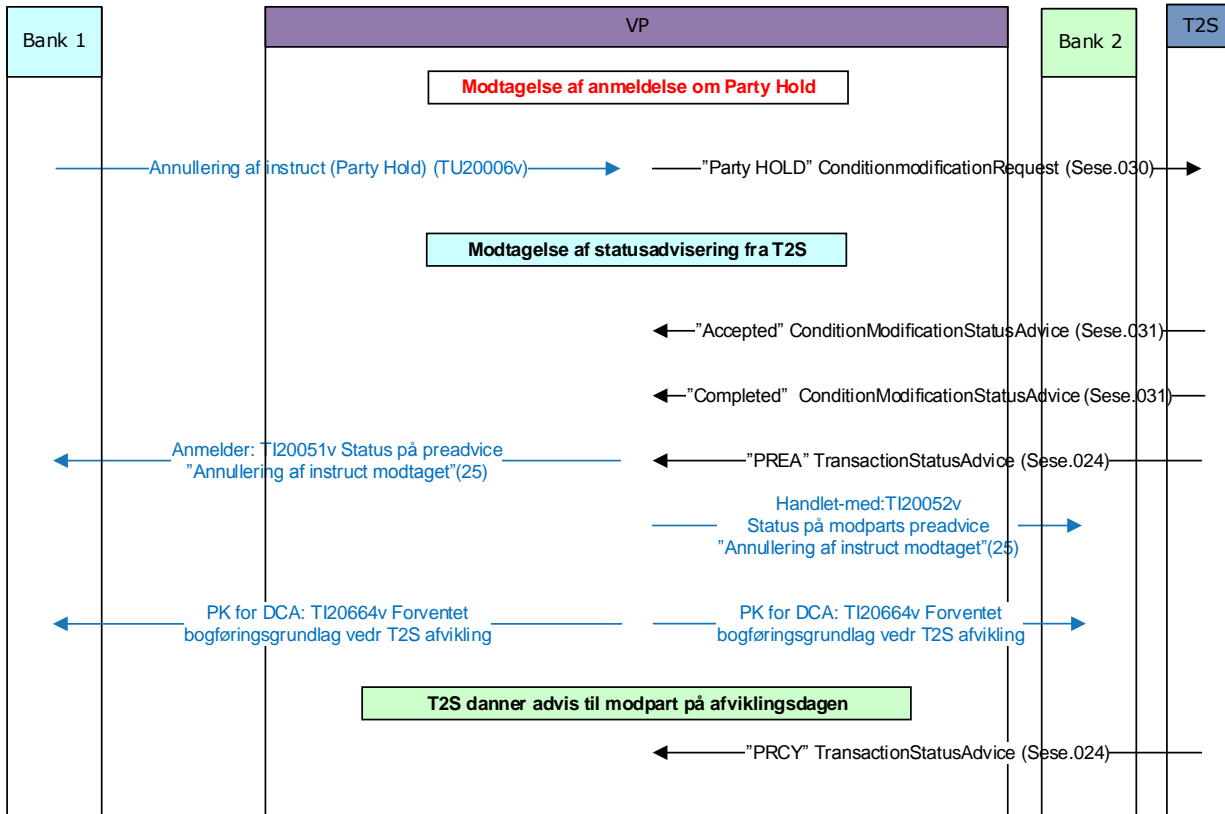 Bank 1
VP
Bank 2
T2S
Modtagelse af anmeldelse om Party Hold
Annullering af instruct (Party Hold) (TU20006v)
”Party HOLD” ConditionmodificationRequest (Sese.030)
Modtagelse af statusadvisering fra T2S
”Accepted” ConditionModificationStatusAdvice (Sese.031)
”Completed” ConditionModificationStatusAdvice (Sese.031)
Anmelder: TI20051v Status på preadvice
”Annullering af instruct modtaget”(25)
”PREA” TransactionStatusAdvice (Sese.024)
Handlet-med:TI20052v
Status på modparts preadvice
”Annullering af instruct modtaget”(25)
PK for DCA: TI20664v Forventet
bogføringsgrundlag vedr T2S afvikling
PK for DCA: TI20664v Forventet
bogføringsgrundlag vedr T2S afvikling
T2S danner advis til modpart på afviklingsdagen
”PRCY” TransactionStatusAdvice (Sese.024)